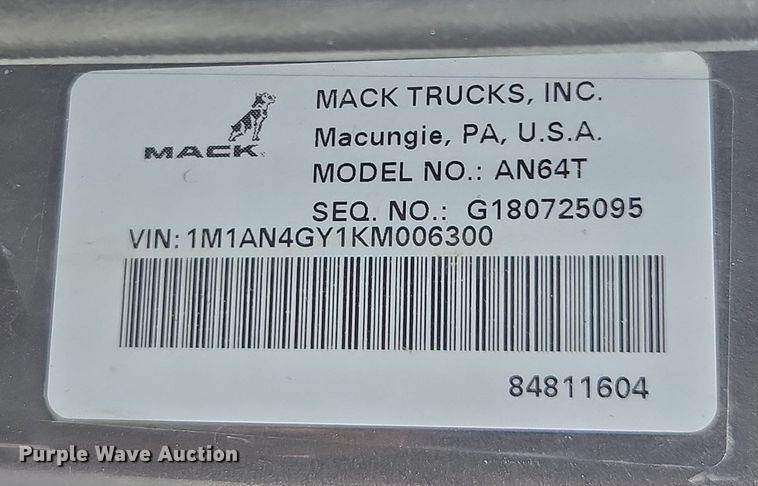 MACK TRUCKS, INC.
MACK
Macungie, PA, U.S.A.
MODEL NO.: AN64T
SEQ. NO.: G180725095
VIN: 1M1AN4GY1KM006300
84811604
Purple Wave Auction